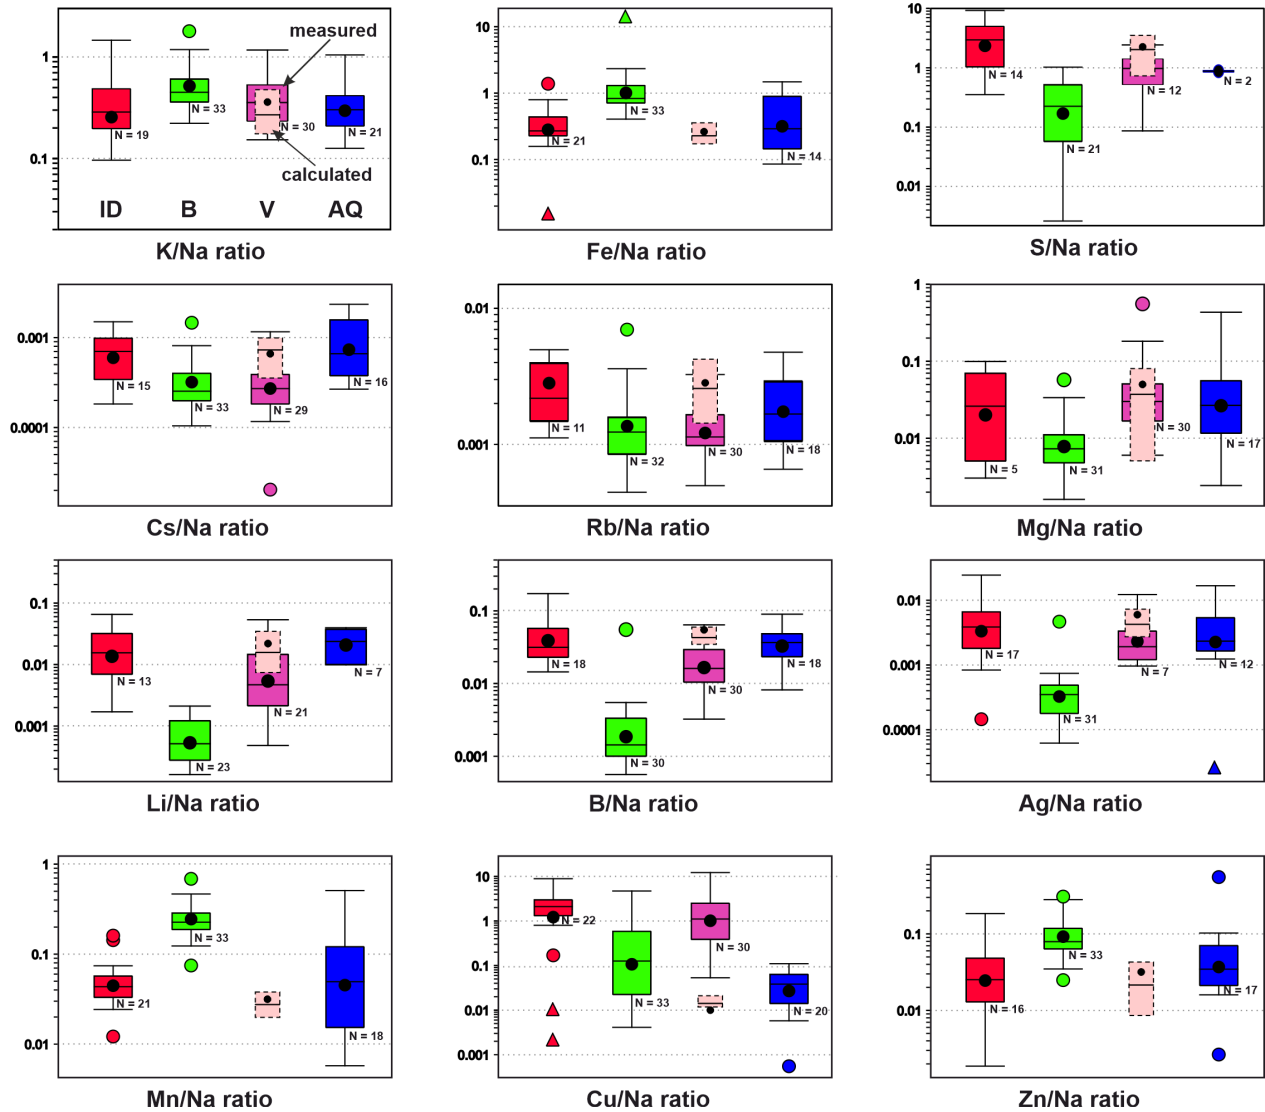 measured
1
0.1
N = 19
N = 33
N = 30
N = 21
calculated
ID B V AQ
K/Na ratio
10
1
0.1
N = 21
N = 33
N = 14
Fe/Na ratio
10
1
0.1
0.01
N = 14
N = 21
N = 12
N = 2
S/Na ratio
0.001
0.0001
N = 15
N = 33
N = 29
N = 16
Cs/Na ratio
0.01
0.001
N = 11
N = 32
N = 30
N = 18
Rb/Na ratio
1
0.1
0.01
N = 5
N = 31
N = 30
N = 17
Mg/Na ratio
0.1
0.01
0.001
N = 13
N = 23
N = 21
N = 7
Li/Na ratio
0.1
0.01
0.001
N = 18
N = 30
N = 30
N = 18
B/Na ratio
0.01
0.001
0.0001
N = 17
N = 31
N = 7
N = 12
Ag/Na ratio
1
0.1
0.01
N = 21
N = 33
N = 18
Mn/Na ratio
10
1
0.1
0.01
0.001
N = 22
N = 33
N = 30
N = 20
Cu/Na ratio
0.1
0.01
N = 16
N = 33
N = 17
Zn/Na ratio